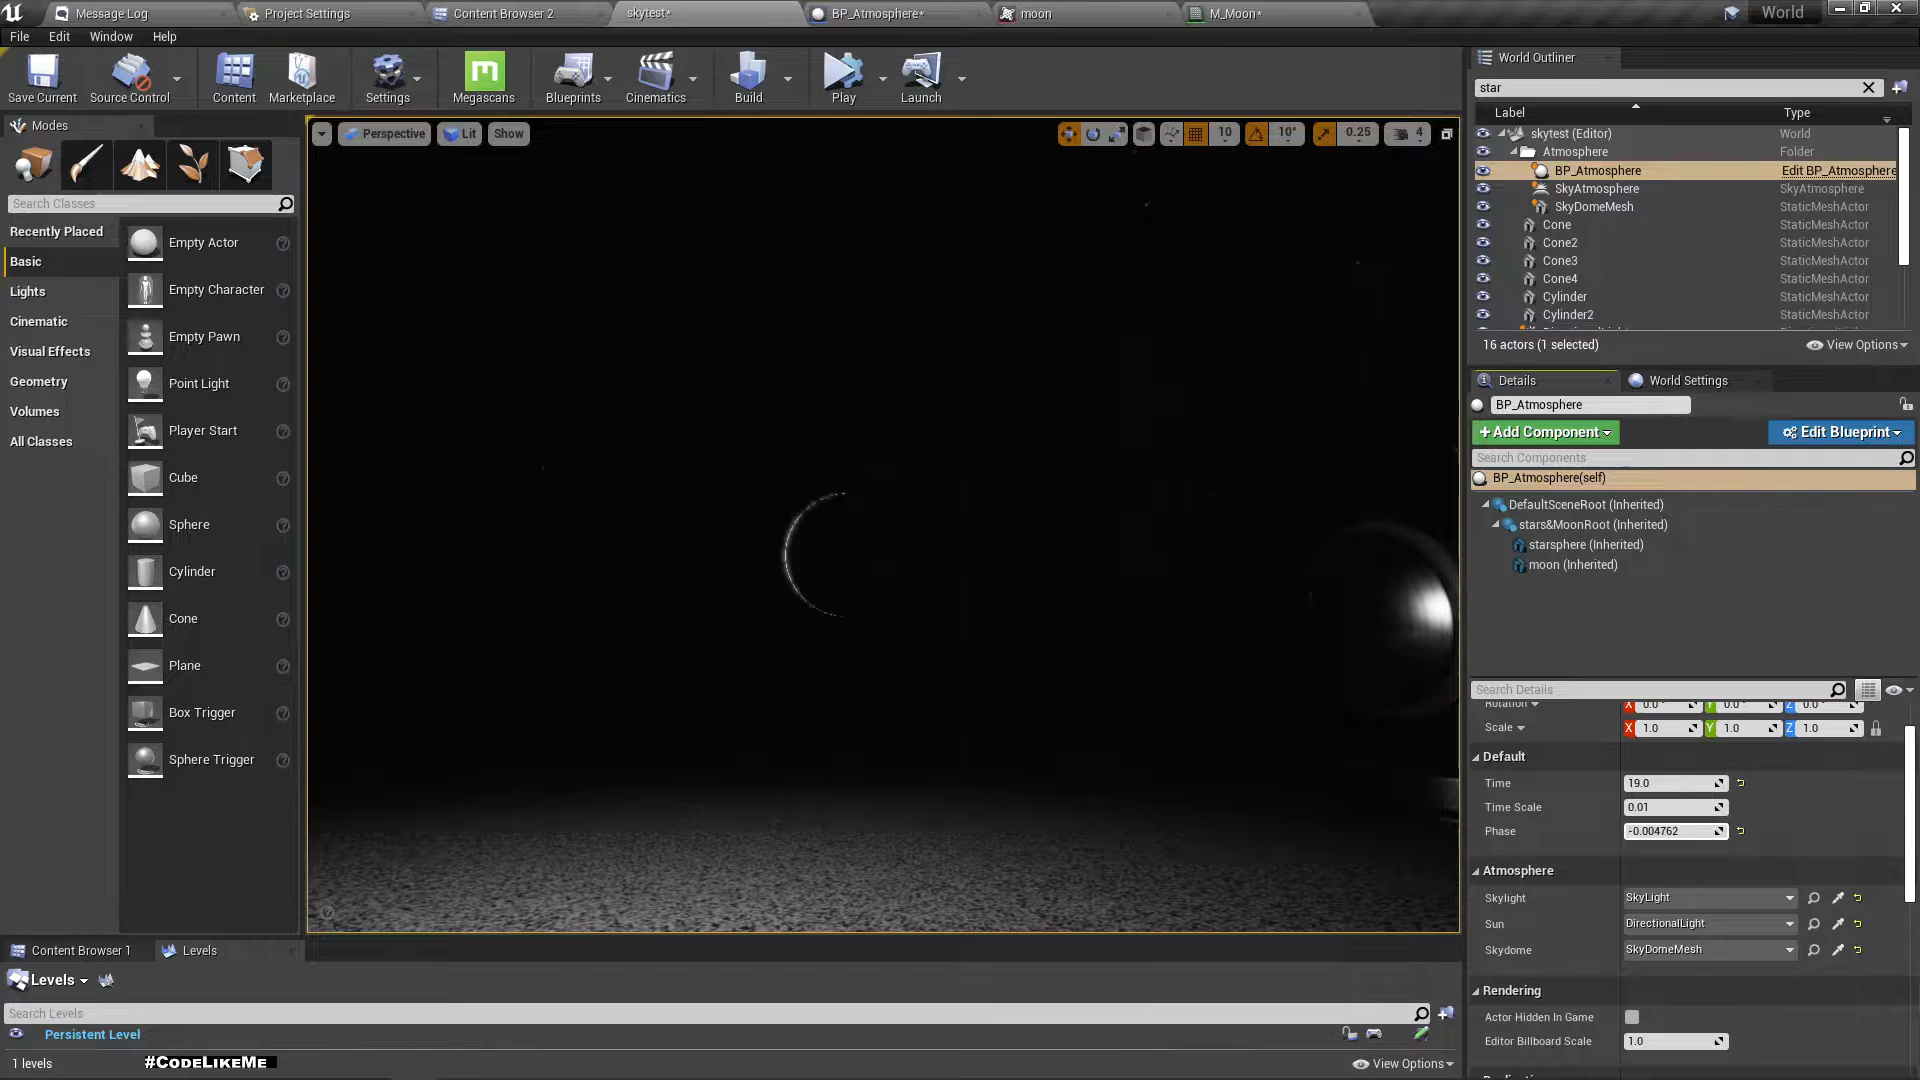 Message Log
Project Settings
Content Browser 2
skytest*
BP_Atmosphere*
moon
M_Moon*
World
File
Edit
Window
Help
Save Current
Source Control
Content
Marketplace
Settings
Megascans
Blueprints
Cinematics
Build
Play
Launch
World Outliner
star
Label
Type
skytest (Editor)
World
Atmosphere
Folder
BP_Atmosphere
Edit BP_Atmosphere
SkyAtmosphere
SkyAtmosphere
SkyDomeMesh
StaticMeshActor
Cone
StaticMeshActor
Cone2
StaticMeshActor
Cone3
StaticMeshActor
Cone4
StaticMeshActor
Cylinder
StaticMeshActor
Cylinder2
StaticMeshActor
16 actors (1 selected)
View Options
Modes
Search Classes
Recently Placed
Basic
Lights
Cinematic
Visual Effects
Geometry
Volumes
All Classes
Empty Actor
Empty Character
Empty Pawn
Point Light
Player Start
Cube
Sphere
Cylinder
Cone
Plane
Box Trigger
Sphere Trigger
Perspective
Lit
Show
10
10°
0.25
4
Details
World Settings
BP_Atmosphere
+Add Component
Edit Blueprint
Search Components
BP_Atmosphere(self)
DefaultSceneRoot (Inherited)
stars&MoonRoot (Inherited)
starsphere (Inherited)
moon (Inherited)
Search Details
Rotation
X 0.0°
Y 0.0°
Z 0.0°
Scale
X 1.0
Y 1.0
Z 1.0
Default
Time
19.0
Time Scale
0.01
Phase
-0.004762
Atmosphere
Skylight
SkyLight
Sun
DirectionalLight
Skydome
SkyDomeMesh
Rendering
Actor Hidden In Game
Editor Billboard Scale
1.0
Content Browser 1
Levels
Levels
Search Levels
Persistent Level
1 levels
#CodeLikeMe
View Options